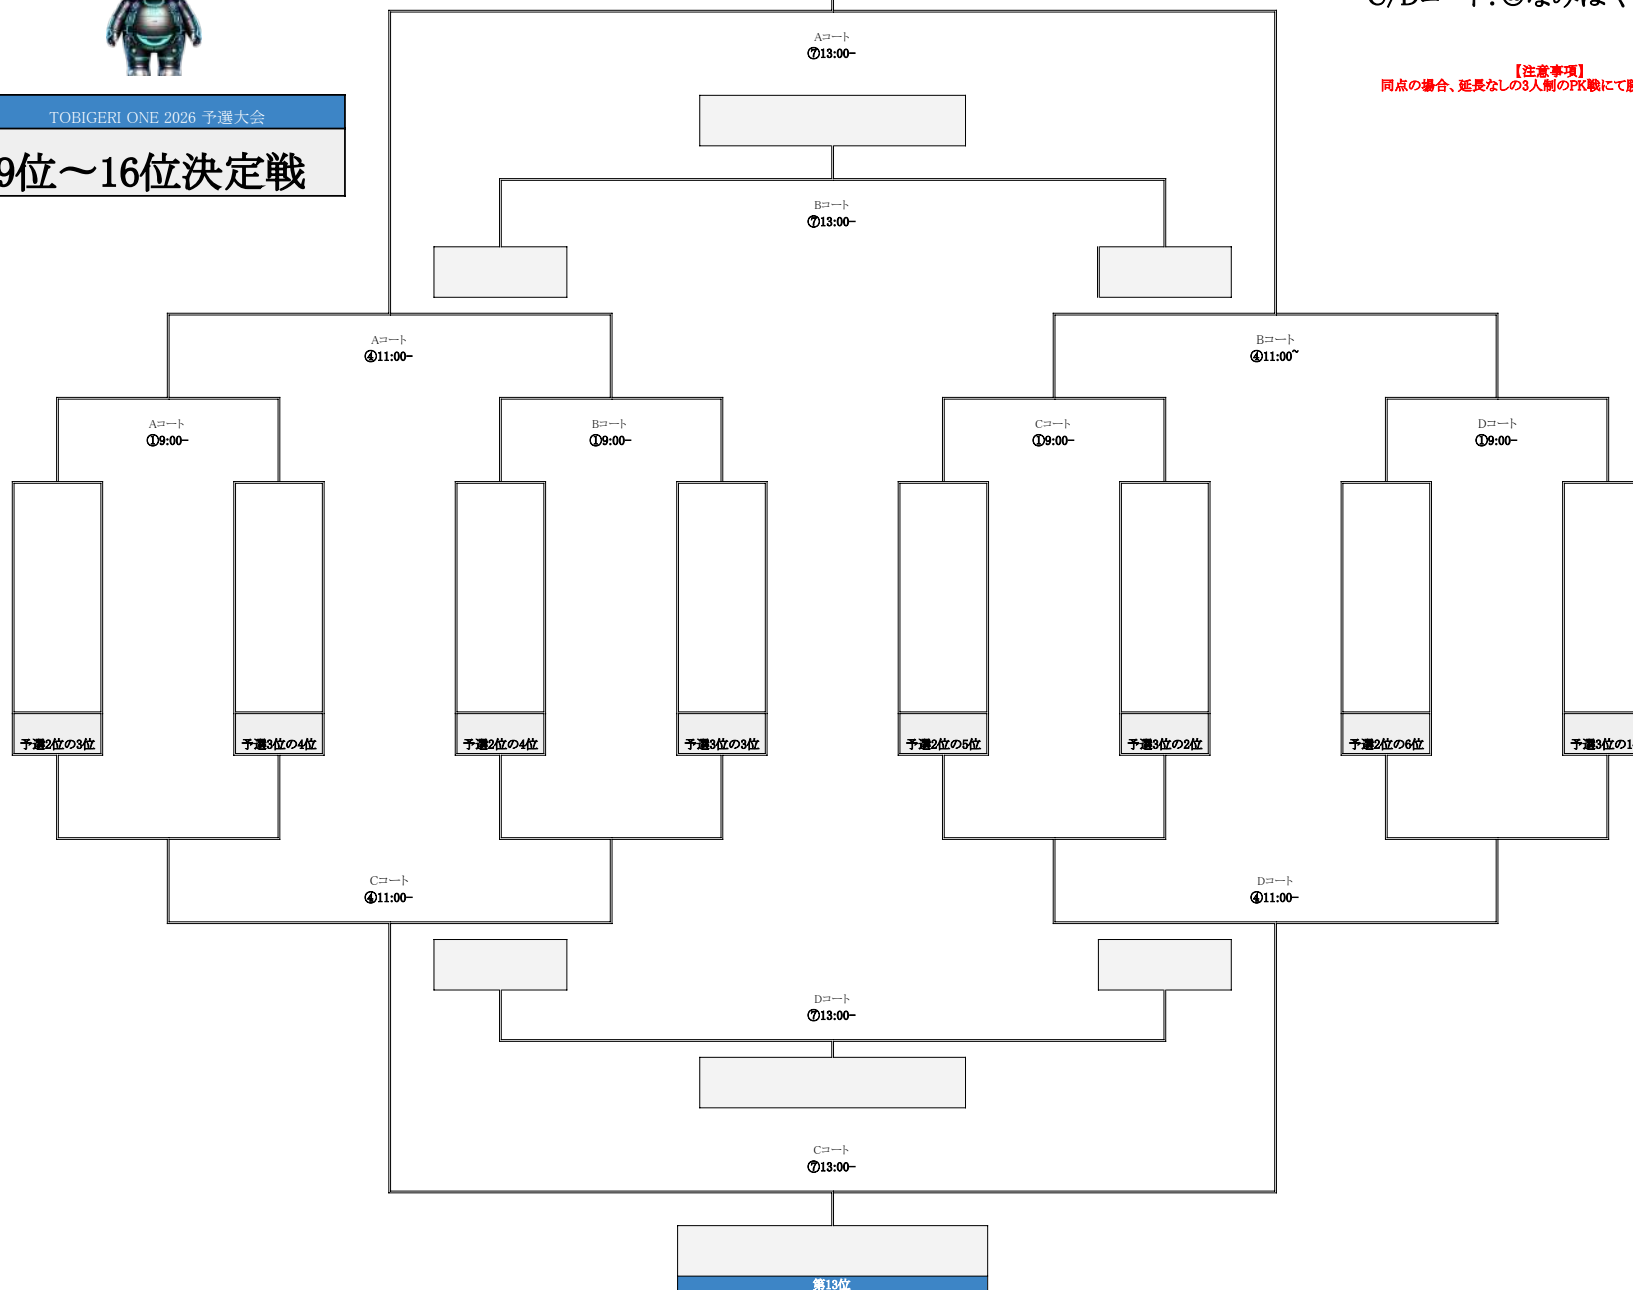 Aコート
⑦13:00-
【注意事項】
同点の場合、延長なしの3人制のPK戦にて
TOBIGERI ONE 2026 予選大会
9位～16位決定戦
Bコート
⑦13:00-
Aコート
④11:00-
Bコート
④11:00~
Aコート
①9:00-
Bコート
①9:00-
Cコート
①9:00-
Dコート
①9:00-
予選2位の3位
予選3位の4位
予選2位の4位
予選3位の3位
予選2位の5位
予選3位の2位
予選2位の6位
予選3位の1
Cコート
④11:00-
Dコート
④11:00-
Dコート
⑦13:00-
Cコート
⑦13:00-
第13位